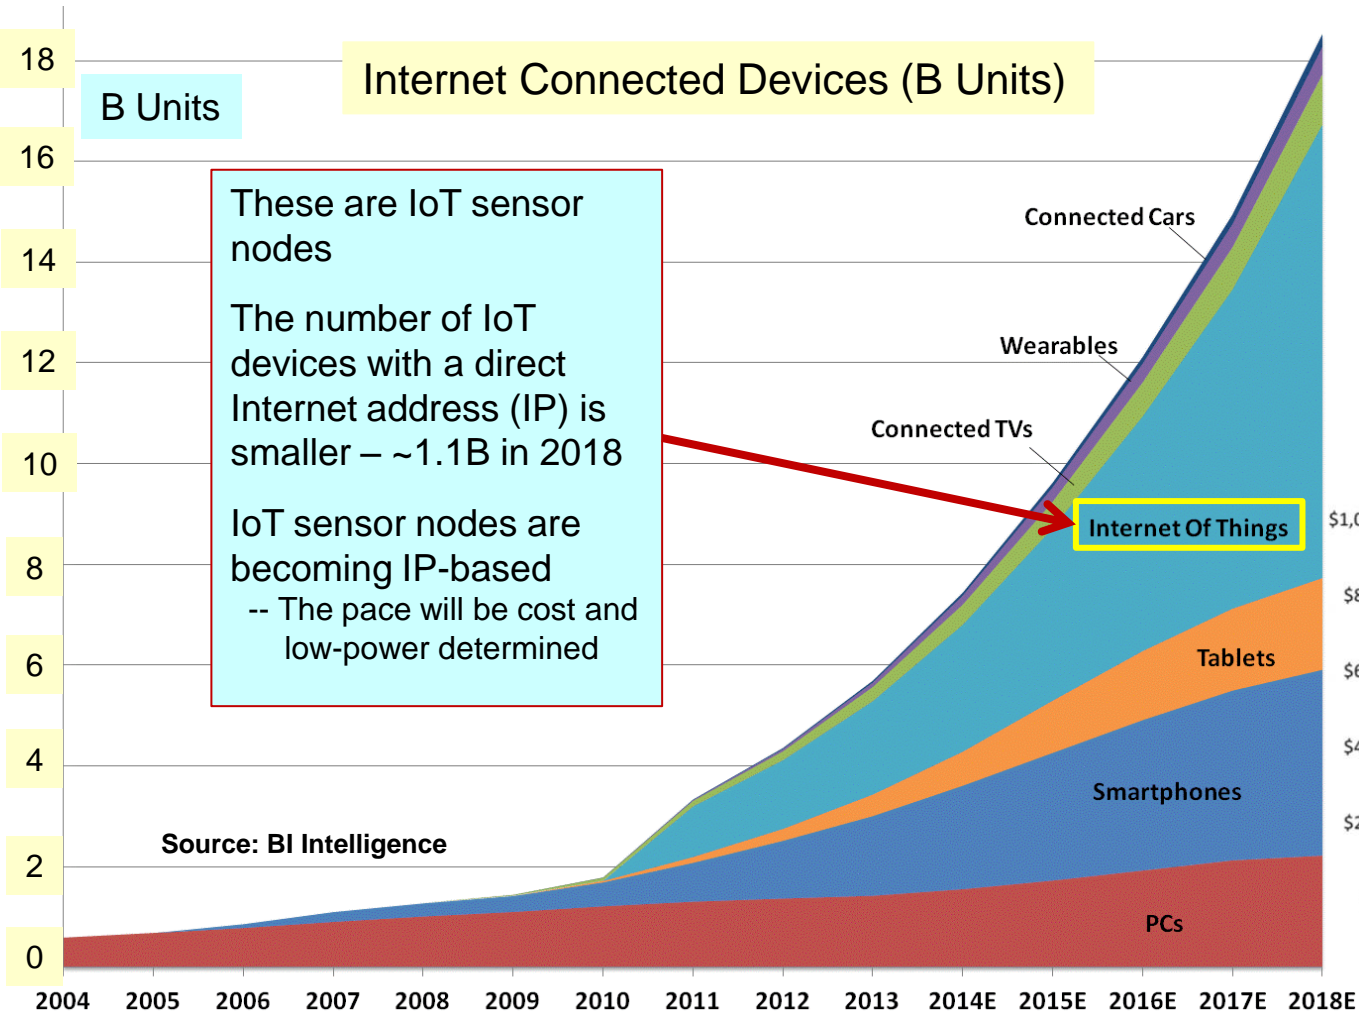 Internet Connected Devices (B Units)
B Units
18
16
14
12
10
8
6
4
2
0
These are IoT sensor
nodes
The number of IoT
devices with a direct
Internet address (IP) is
smaller – ~1.1B in 2018
IoT sensor nodes are
becoming IP-based
-- The pace will be cost and
low-power determined
Connected Cars
Wearables
Connected TVs
Internet Of Things
Tablets
Smartphones
PCs
Source: BI Intelligence
2004 2005 2006 2007 2008 2009 2010 2011 2012 2013 2014E 2015E 2016E 2017E 2018E